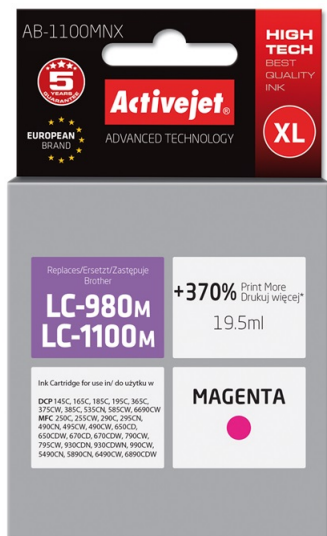 AB-1100MNX
HIGH
TECH
BEST
QUALITY
INK
5
YEARS
GUARANTEE
Activejet®
EUROPEAN
BRAND
ADVANCED TECHNOLOGY
XL
Replaces/Ersetzt/Zastępuje
Brother
LC-980M
LC-1100M
+370% Print More
Drukuj więcej*
19.5ml
Ink Cartridge for use in/ do użytku w
DCP 145C, 165C, 185C, 195C, 365C,
375CW, 385C, 535CN, 585CW, 6690CW
MFC 250C, 255CW, 290C, 295CN,
490CN, 495CW, 490CW, 650CD,
650CDW, 670CD, 670CDW, 790CW,
795CW, 930CDN, 930CDWN, 990CW,
5490CN, 5890CN, 6490CW, 6890CDW
MAGENTA